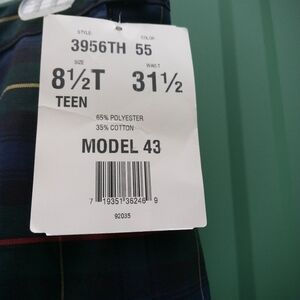 STYLE COLOR
3956TH 55
SIZE WAIST
8½T 31½
TEEN
65% POLYESTER
35% COTTON
MODEL 43
7 19351 36246 9
92035